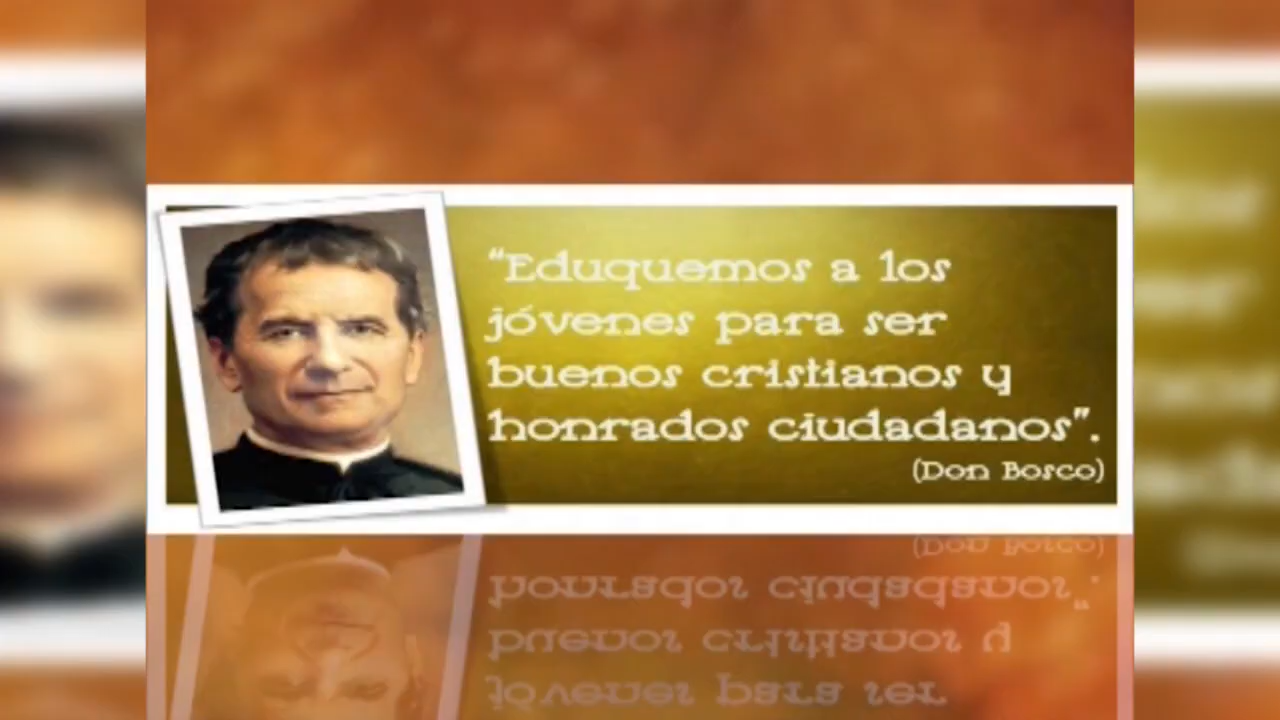 “Eduquemos a los
jóvenes para ser
buenos cristianos y
honrados ciudadanos”.
(Don Bosco)